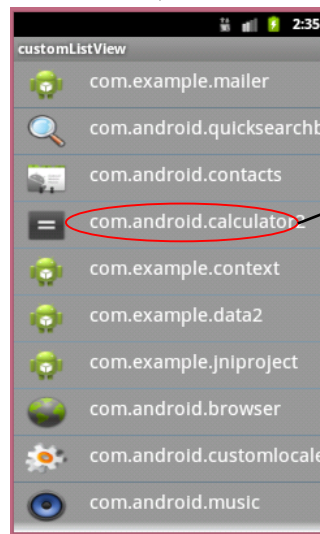 2:35
customListView
com.example.mailer
com.android.quicksearchb
com.android.contacts
com.android.calculator2
com.example.context
com.example.data2
com.example.jniproject
com.android.browser
com.android.customlocale
com.android.music